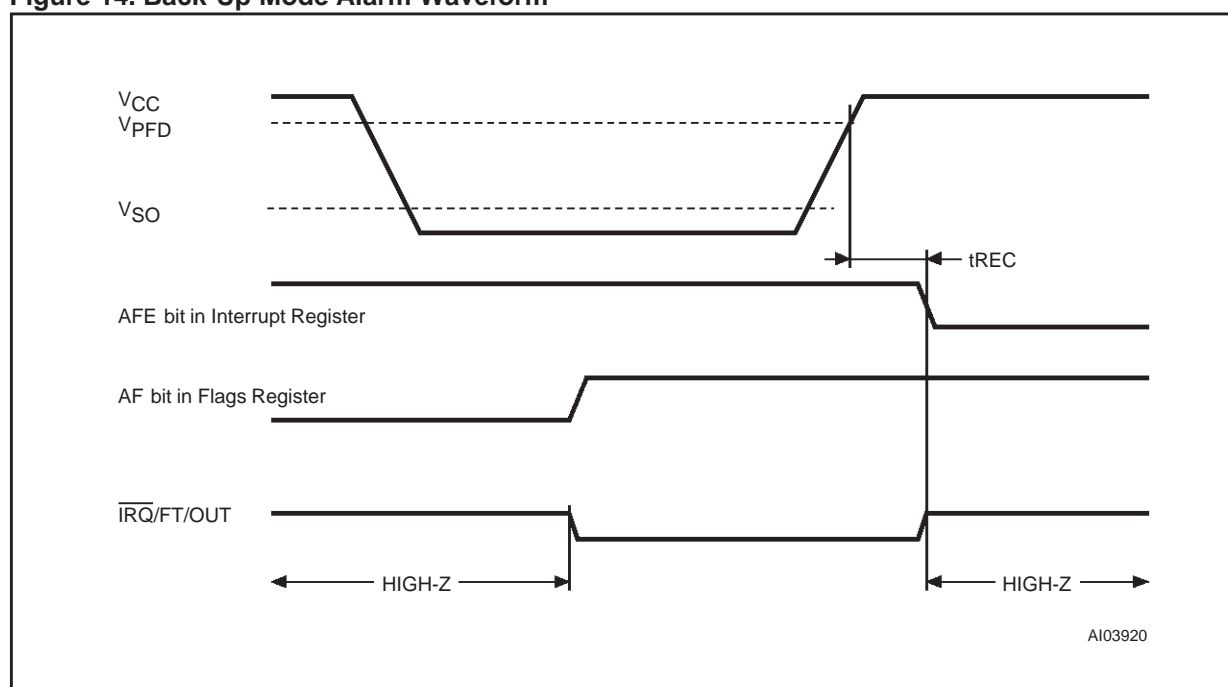 Figure 14. Back-Up Mode Alarm Waveform
VCC
VPFD
VSO
tREC
AFE bit in Interrupt Register
AF bit in Flags Register
IRQ/FT/OUT
HIGH-Z
HIGH-Z
AI03920